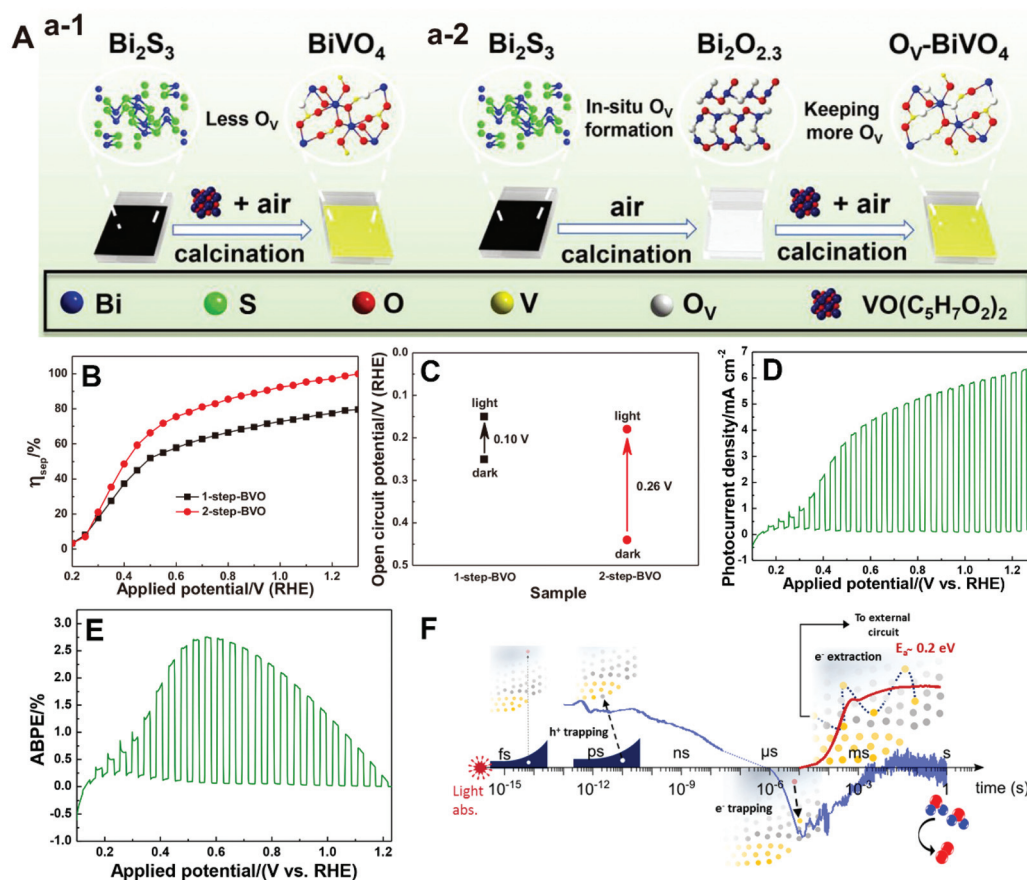 A
a-1
a-2
Bi2S3
BiVO4
Bi2S3
Bi2O2.3
OV-BiVO4
Less OV
In-situ OV
formation
Keeping
more OV
+ air
calcination
air
calcination
+ air
calcination
Bi
S
O
V
OV
VO(C5H7O2)2
B
ηsep/%
100
80
60
40
20
0
1-step-BVO
2-step-BVO
0.2
0.4
0.6
0.8
1.0
1.2
Applied potential/V (RHE)
C
Open circuit potential/V (RHE)
0.0
0.1
0.2
0.3
0.4
0.5
light
0.10 V
dark
light
0.26 V
dark
1-step-BVO
2-step-BVO
Sample
D
Photocurrent density/mA cm-2
7
6
5
4
3
2
1
0
-1
0.2
0.4
0.6
0.8
1.0
1.2
Applied potential/(V vs. RHE)
E
ABPE/%
3.0
2.5
2.0
1.5
1.0
0.5
0.0
-0.5
-1.0
0.2
0.4
0.6
0.8
1.0
1.2
Applied potential/(V vs. RHE)
F
To external
circuit
Ea~ 0.2 eV
e- extraction
h+ trapping
fs
ps
ns
μs
ms
s
Light
abs.
10-15
10-12
10-9
10-6
10-3
1
time (s)
e- trapping